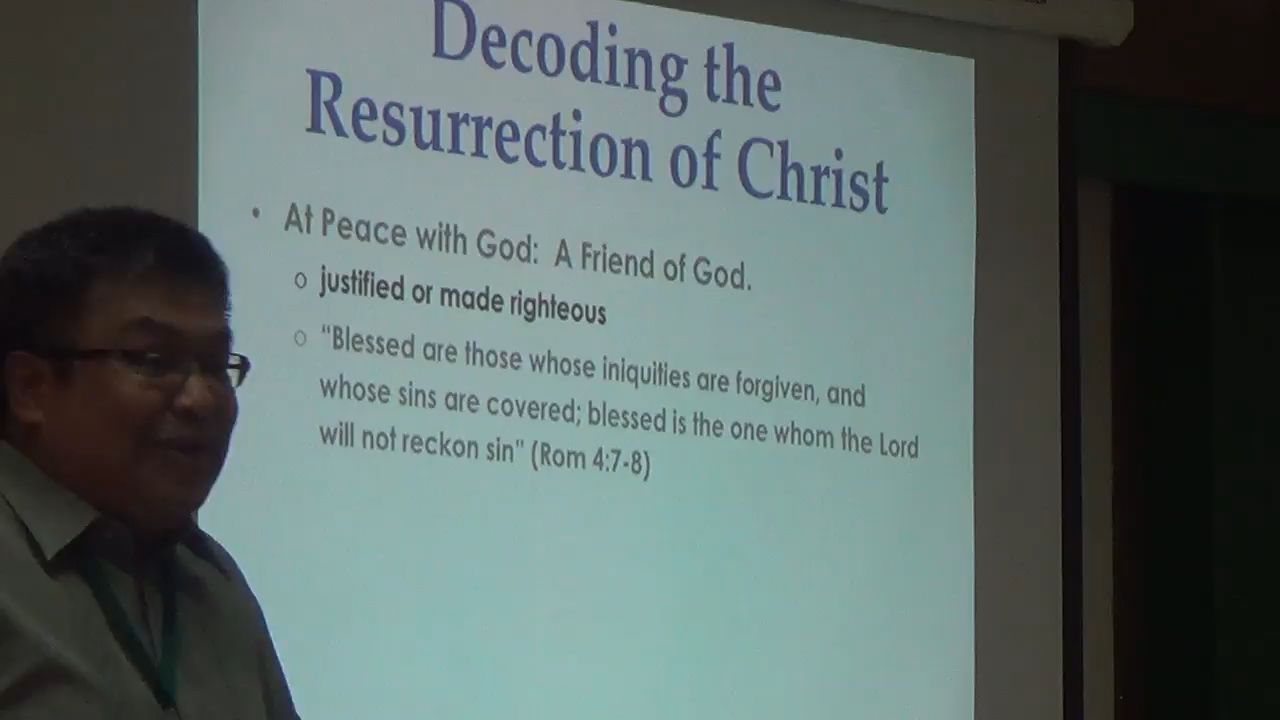 Decoding the
Resurrection of Christ
• At Peace with God: A Friend of God.
o justified or made righteous
o "Blessed are those whose iniquities are forgiven, and
whose sins are covered; blessed is the one whom the Lord
will not reckon sin" (Rom 4:7-8)